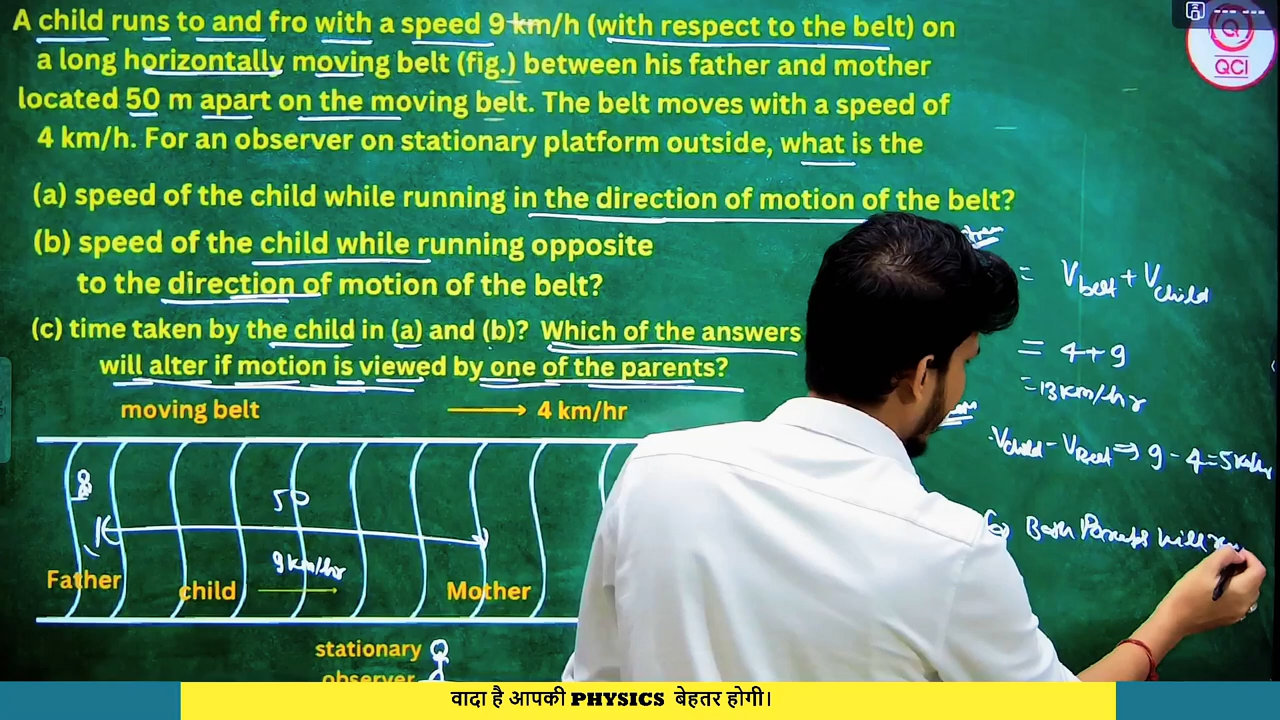 A child runs to and fro with a speed 9 km/h (with respect to the belt) on
a long horizontally moving belt (fig.) between his father and mother
located 50 m apart on the moving belt. The belt moves with a speed of
4 km/h. For an observer on stationary platform outside, what is the
(a) speed of the child while running in the direction of motion of the belt?
(b) speed of the child while running opposite
to the direction of motion of the belt?
(c) time taken by the child in (a) and (b)? Which of the answers
will alter if motion is viewed by one of the parents?
moving belt 4 km/hr
50
9km/hr
Father child Mother
stationary
observer
= Vbelt + Vchild
= 4+9
=13km/hr
Vchild - VBelt ⇒ 9 - 4 = 5km/hr
Both Parents will
QCI
वादा है आपकी PHYSICS बेहतर होगी।